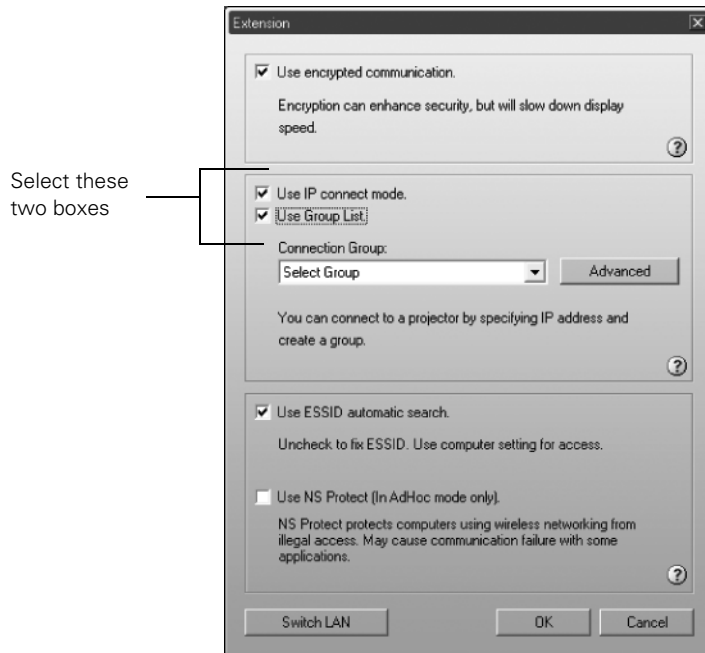 Extension
Use encrypted communication.
Encryption can enhance security, but will slow down display
speed.
?
Select these
two boxes
Use IP connect mode.
Use Group List.
Connection Group:
Select Group
Advanced
You can connect to a projector by specifying IP address and
create a group.
?
Use ESSID automatic search.
Uncheck to fix ESSID. Use computer setting for access.
Use NS Protect (In AdHoc mode only).
NS Protect protects computers using wireless networking from
illegal access. May cause communication failure with some
applications.
?
Switch LAN
OK
Cancel